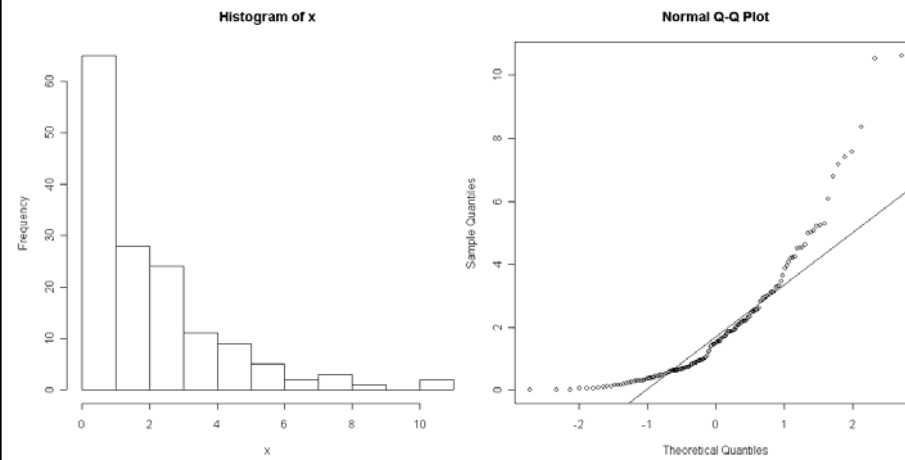 Histogram of x
Frequency
0
10
20
30
40
50
60
0 2 4 6 8 10
x
Normal Q-Q Plot
Sample Quantiles
0
2
4
6
8
10
-2 -1 0 1 2
Theoretical Quantiles